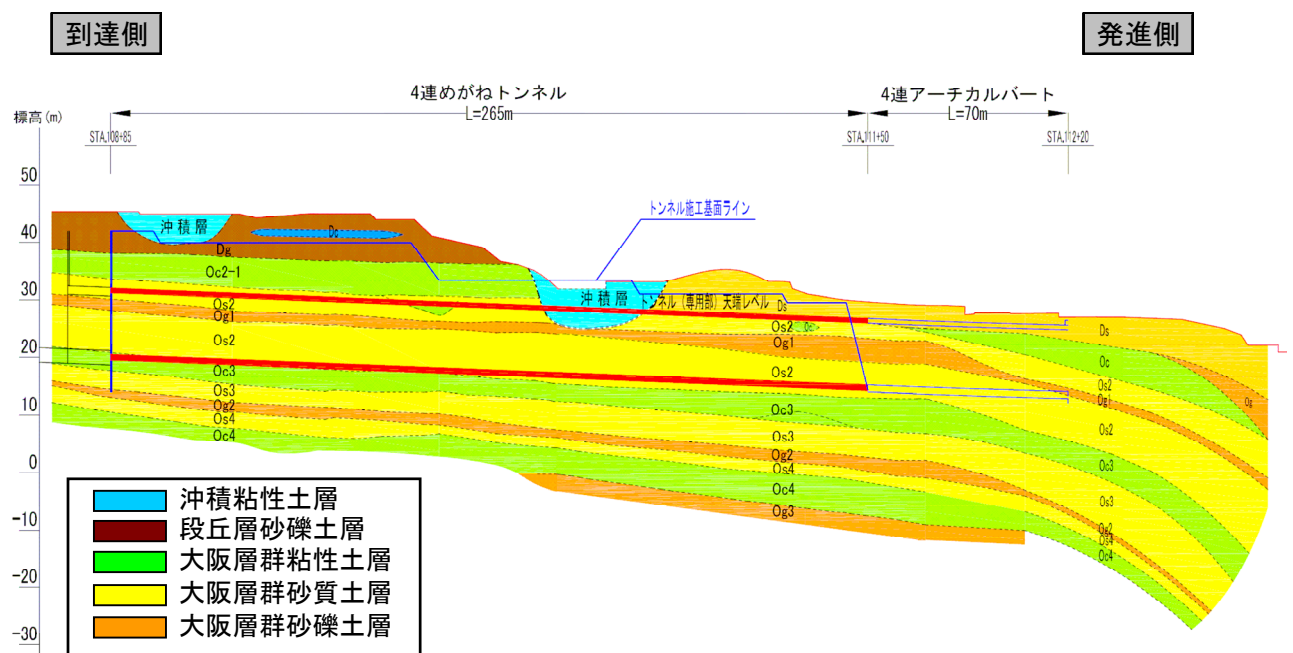 到達側
発進側
4連めがねトンネル
L=265m
4連アーチカルバート
L=70m
標高(m)
STA.108+85
STA.111+50
STA.112+20
50
40
30
20
10
0
-10
-20
-30
トンネル施工基面ライン
沖積層
Dc
Dg
Oc2-1
沖積層
トンネル(専用部)天端レベル
Ds
Os2
Og1
Os2
Oc3
Os3
Og2
Os4
Oc4
Os2
Oc
Og1
Os2
Oc3
Os3
Og2
Os4
Oc4
Og3
Ds
Oc
Os2
Og1
Og
Os2
Oc3
Os3
Og2
Os4
Oc4
沖積粘性土層
段丘層砂礫土層
大阪層群粘性土層
大阪層群砂質土層
大阪層群砂礫土層